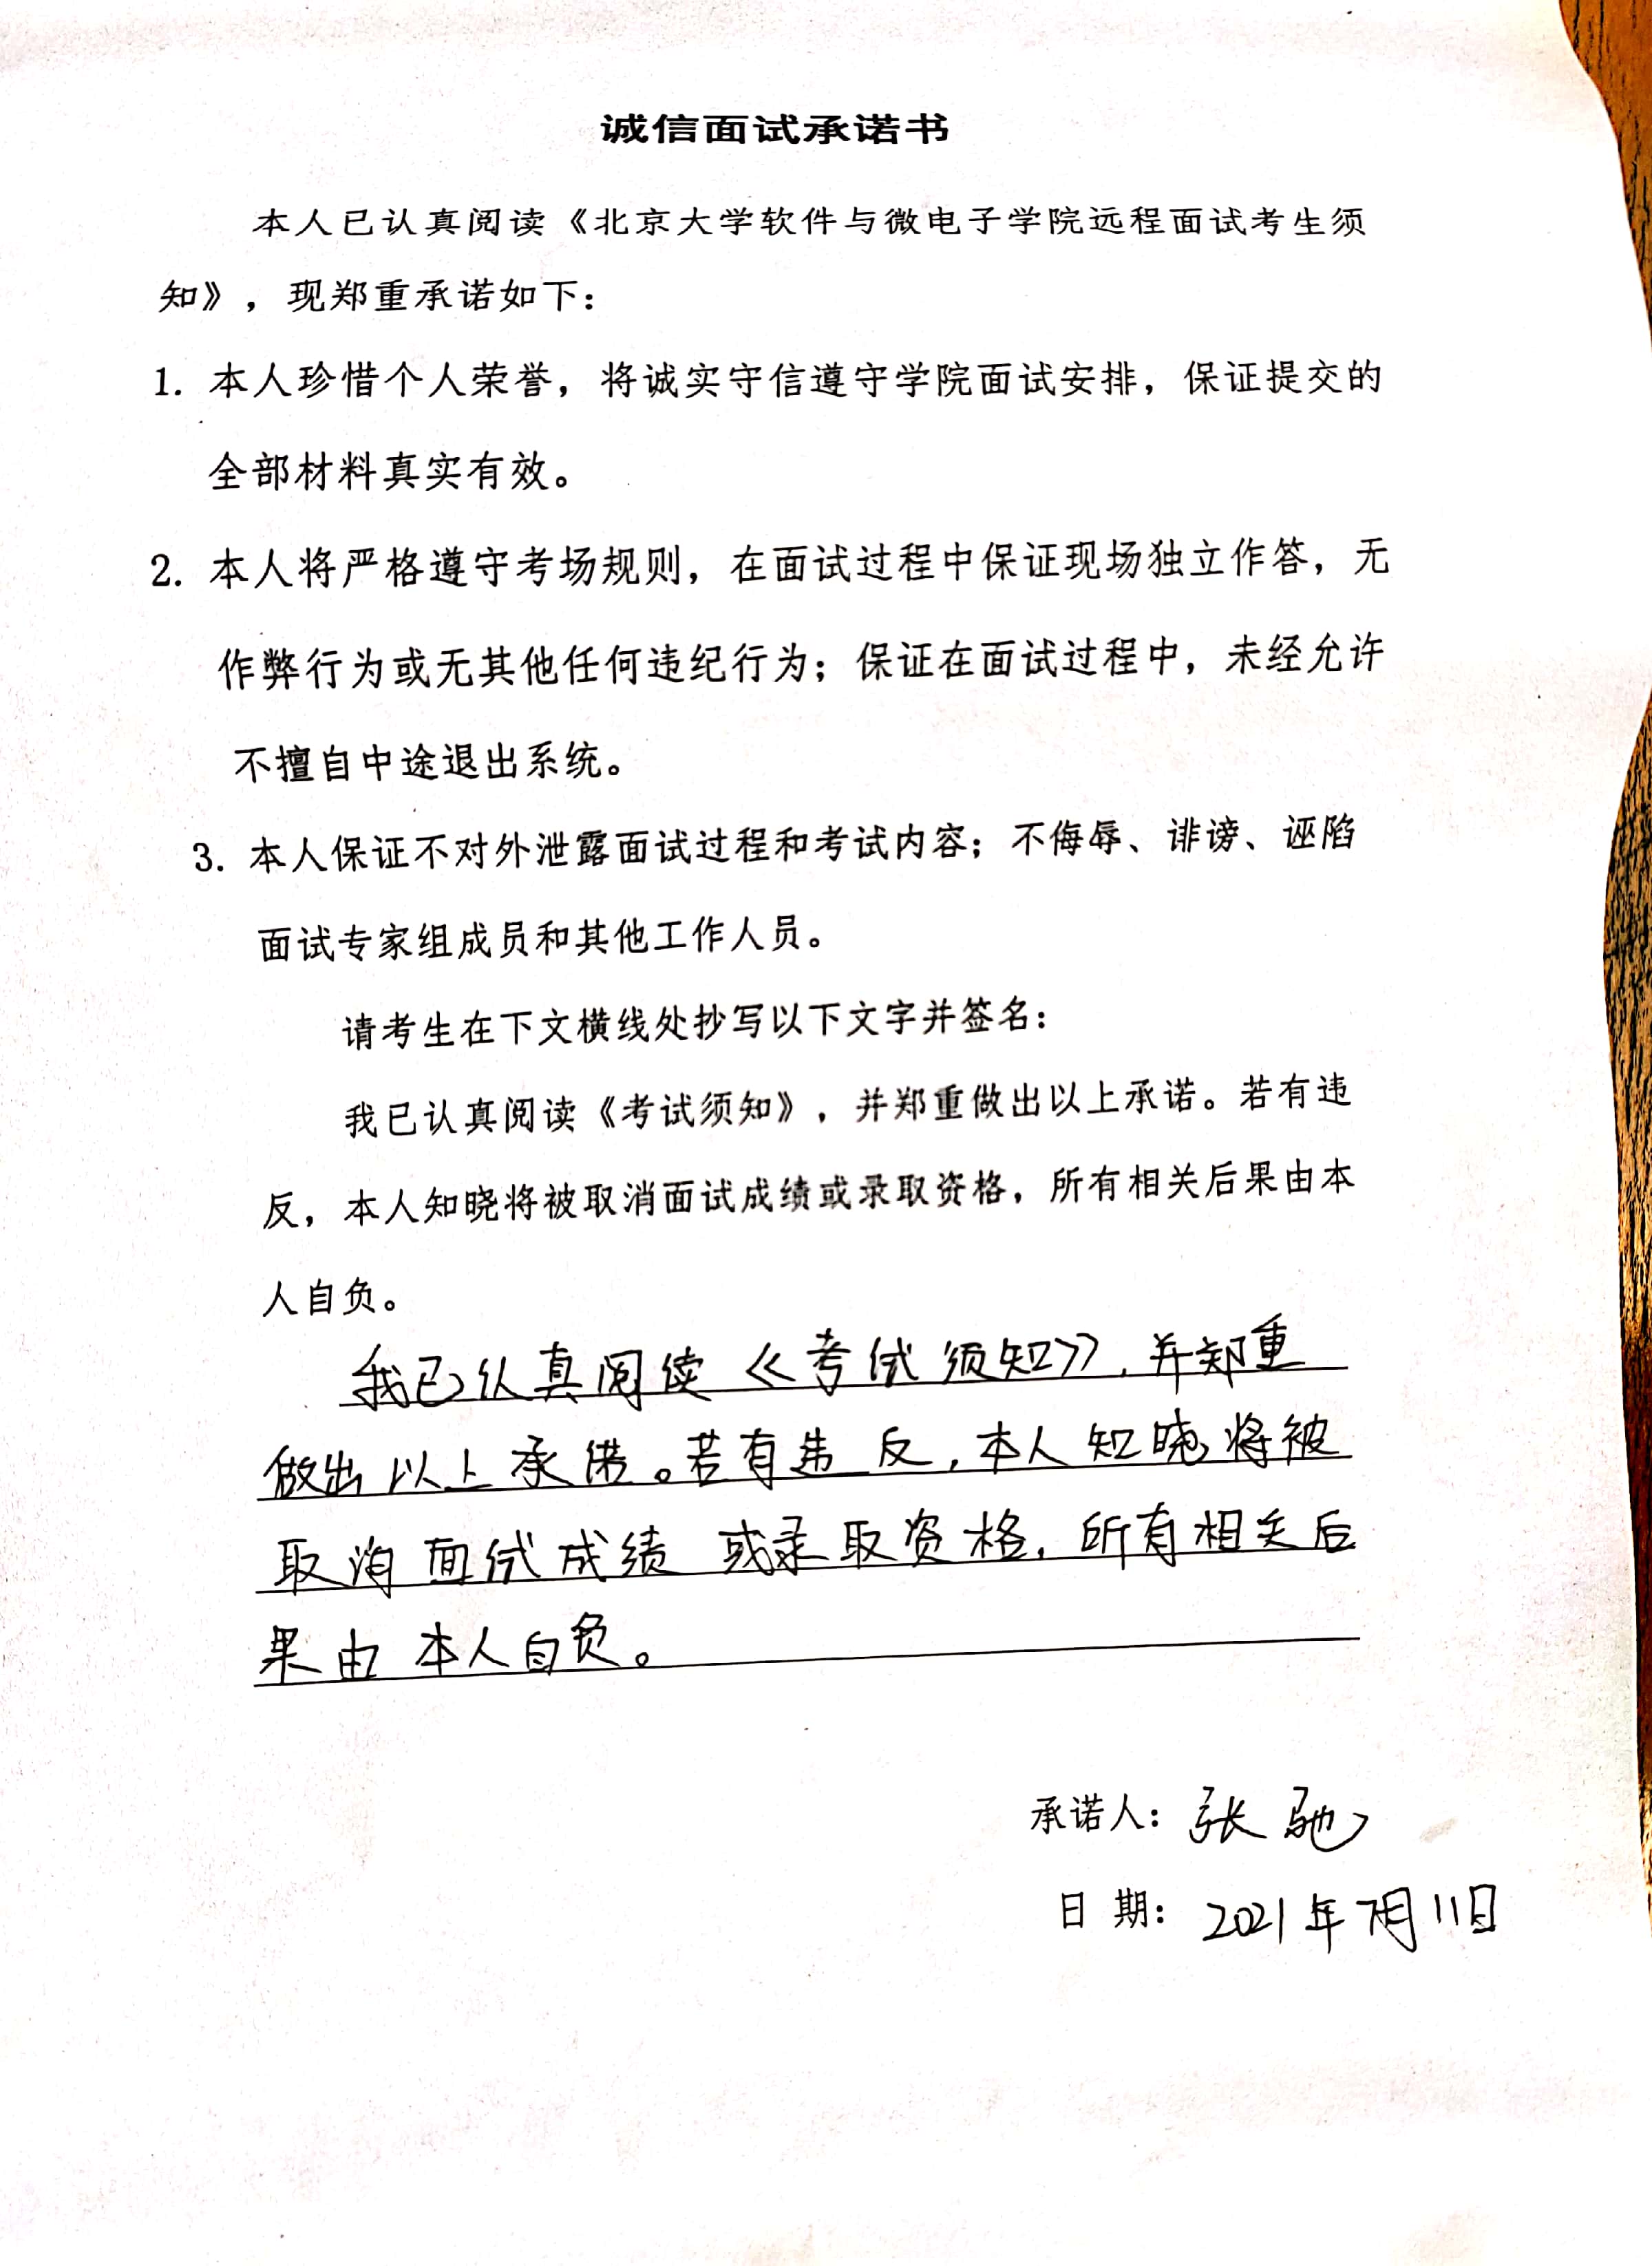 诚信面试承诺书
本人已认真阅读《北京大学软件与微电子学院远程面试考生须
知》，现郑重承诺如下：
1. 本人珍惜个人荣誉，将诚实守信遵守学院面试安排，保证提交的
全部材料真实有效。
2. 本人将严格遵守考场规则，在面试过程中保证现场独立作答，无
作弊行为或无其他任何违纪行为；保证在面试过程中，未经允许
不擅自中途退出系统。
3. 本人保证不对外泄露面试过程和考试内容；不侮辱、诽谤、诬陷
面试专家组成员和其他工作人员。
请考生在下文横线处抄写以下文字并签名：
我已认真阅读《考试须知》，并郑重做出以上承诺。若有违
反，本人知晓将被取消面试成绩或录取资格，所有相关后果由本
人自负。
我已认真阅读《考试须知》，并郑重
做出以上承诺。若有违反，本人知晓将被
取消面试成绩或录取资格，所有相关后
果由本人自负。
承诺人：张驰
日期：2021年7月11日